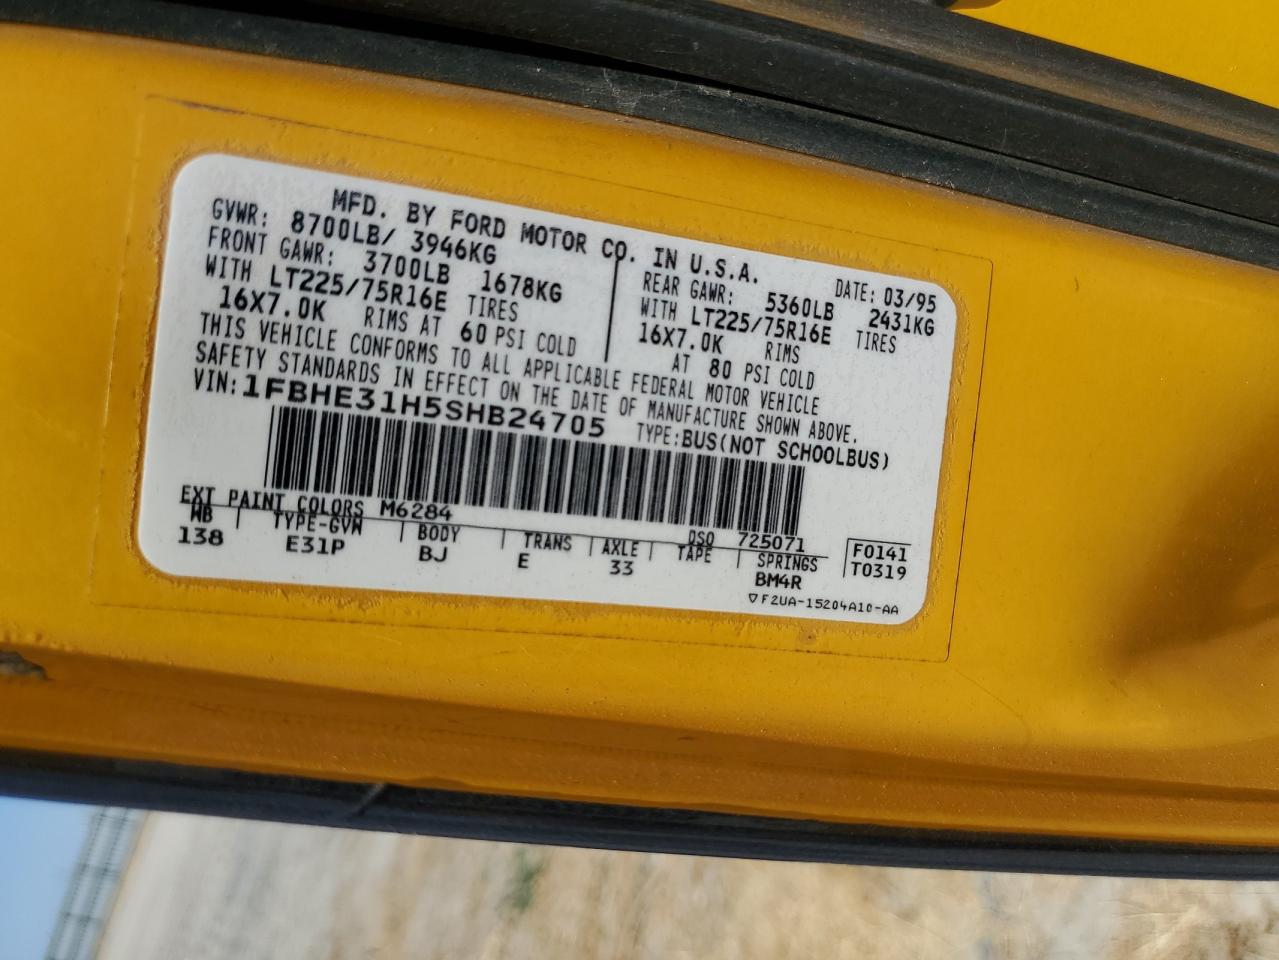 MFD. BY FORD MOTOR CO. IN U.S.A.
DATE: 03/95
GVWR: 8700LB/ 3946KG
FRONT GAWR: 3700LB 1678KG
WITH LT225/75R16E TIRES
16X7.0K RIMS AT 60 PSI COLD
REAR GAWR: 5360LB 2431KG
WITH LT225/75R16E TIRES
16X7.0K RIMS
AT 80 PSI COLD
THIS VEHICLE CONFORMS TO ALL APPLICABLE FEDERAL MOTOR VEHICLE
SAFETY STANDARDS IN EFFECT ON THE DATE OF MANUFACTURE SHOWN ABOVE.
VIN: 1FBHE31H5SHB24705 TYPE: BUS(NOT SCHOOLBUS)
EXT PAINT COLORS M6284 DSO 725071
WB TYPE-GVW BODY TRANS AXLE TAPE SPRINGS
138 E31P BJ E 33 BM4R
F0141
T0319
▽F2UA-15204A10-AA